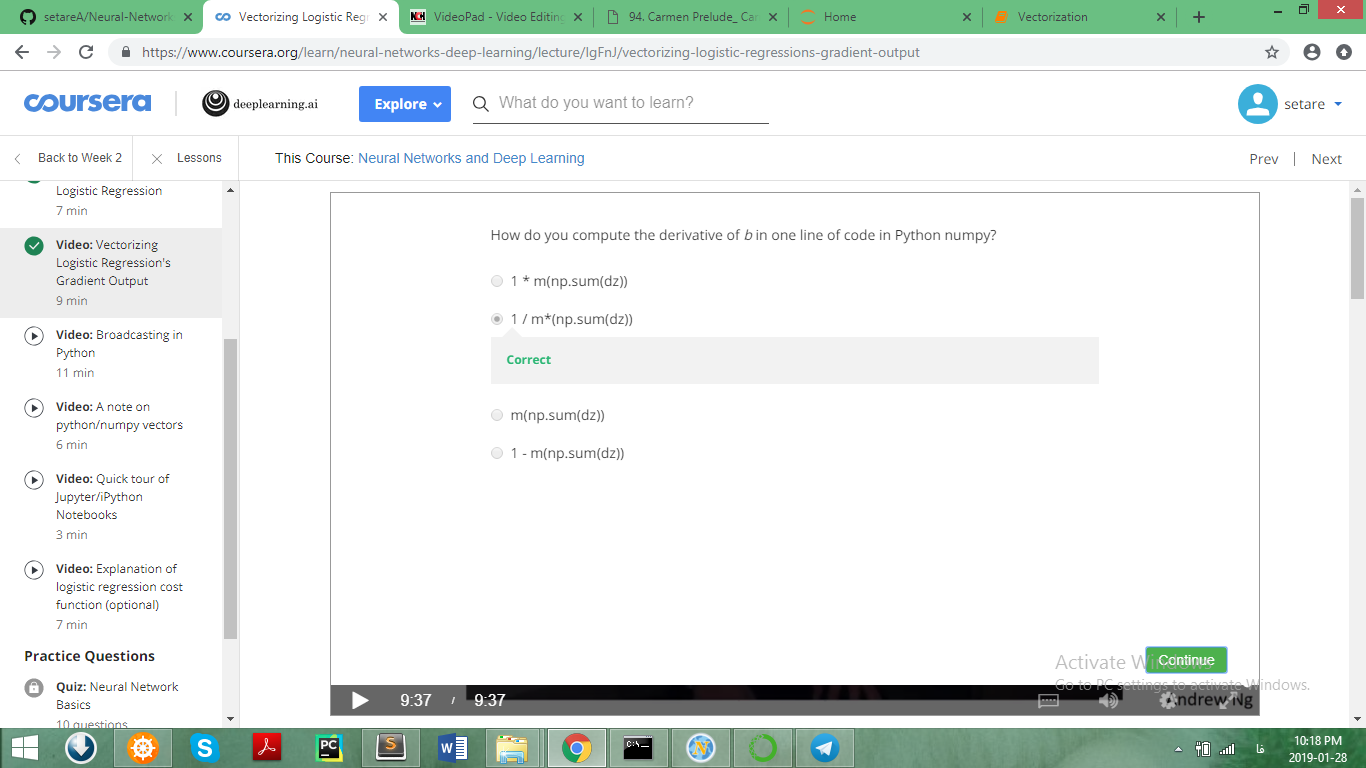 setareA/Neural-Network
Vectorizing Logistic Regr
NCH
VideoPad - Video Editing
94. Carmen Prelude_ Car
Home
Vectorization
https://www.coursera.org/learn/neural-networks-deep-learning/lecture/IgFnJ/vectorizing-logistic-regressions-gradient-output
coursera
deeplearning.ai
Explore
What do you want to learn?
setare
Back to Week 2
Lessons
This Course: Neural Networks and Deep Learning
Prev | Next
Logistic Regression
7 min
Video: Vectorizing
Logistic Regression's
Gradient Output
9 min
Video: Broadcasting in
Python
11 min
Video: A note on
python/numpy vectors
6 min
Video: Quick tour of
Jupyter/iPython
Notebooks
3 min
Video: Explanation of
logistic regression cost
function (optional)
7 min
Practice Questions
Quiz: Neural Network
Basics
10 questions
How do you compute the derivative of b in one line of code in Python numpy?
1 * m(np.sum(dz))
1 / m*(np.sum(dz))
Correct
m(np.sum(dz))
1 - m(np.sum(dz))
Continue
Activate Windows
Go to PC settings to activate Windows.
9:37 / 9:37
Andrew Ng
PC
S
W
C:\
N
فا
10:18 PM
2019-01-28